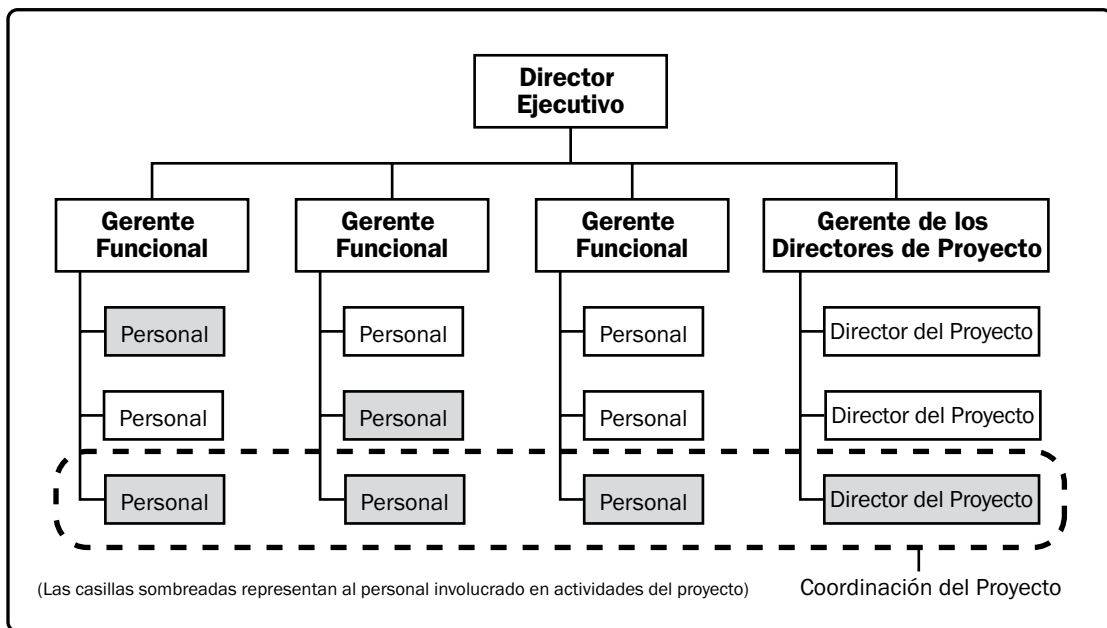 Director
Ejecutivo
Gerente
Funcional
Gerente
Funcional
Gerente
Funcional
Gerente de los
Directores de Proyecto
Personal
Personal
Personal
Director del Proyecto
Personal
Personal
Personal
Director del Proyecto
Personal
Personal
Personal
Director del Proyecto
(Las casillas sombreadas representan al personal involucrado en actividades del proyecto)
Coordinación del Proyecto